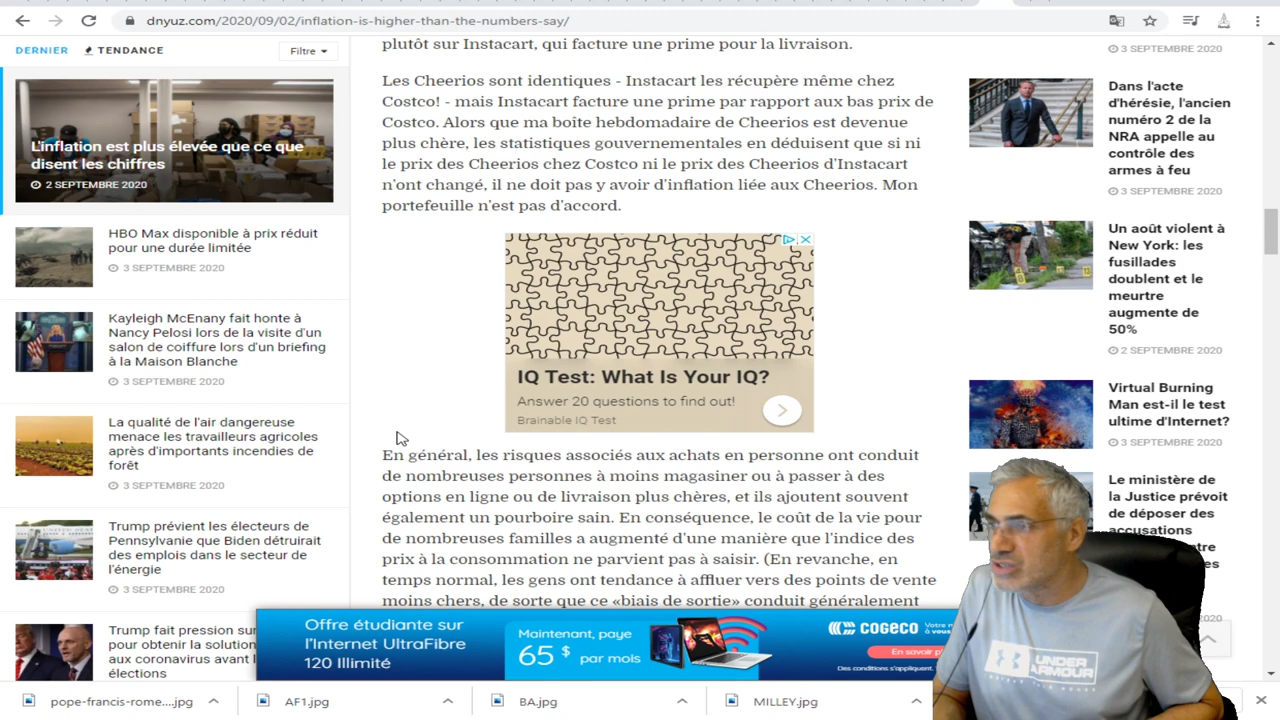 dnyuz.com/2020/09/02/inflation-is-higher-than-the-numbers-say/
DERNIER
TENDANCE
Filtre
L'inflation est plus élevée que ce que
disent les chiffres
2 SEPTEMBRE 2020
HBO Max disponible à prix réduit
pour une durée limitée
3 SEPTEMBRE 2020
Kayleigh McEnany fait honte à
Nancy Pelosi lors de la visite d'un
salon de coiffure lors d'un briefing
à la Maison Blanche
3 SEPTEMBRE 2020
La qualité de l'air dangereuse
menace les travailleurs agricoles
après d'importants incendies de
forêt
3 SEPTEMBRE 2020
Trump prévient les électeurs de
Pennsylvanie que Biden détruirait
des emplois dans le secteur de
l'énergie
3 SEPTEMBRE 2020
Trump fait pression sur
pour obtenir la solution
aux coronavirus avant
élections
plutôt sur Instacart, qui facture une prime pour la livraison.
Les Cheerios sont identiques - Instacart les récupère même chez
Costco! - mais Instacart facture une prime par rapport aux bas prix de
Costco. Alors que ma boîte hebdomadaire de Cheerios est devenue
plus chère, les statistiques gouvernementales en déduisent que si ni
le prix des Cheerios chez Costco ni le prix des Cheerios d'Instacart
n'ont changé, il ne doit pas y avoir d'inflation liée aux Cheerios. Mon
portefeuille n'est pas d'accord.
IQ Test: What Is Your IQ?
Answer 20 questions to find out!
Brainable IQ Test
En général, les risques associés aux achats en personne ont conduit
de nombreuses personnes à moins magasiner ou à passer à des
options en ligne ou de livraison plus chères, et ils ajoutent souvent
également un pourboire sain. En conséquence, le coût de la vie pour
de nombreuses familles a augmenté d'une manière que l'indice des
prix à la consommation ne parvient pas à saisir. (En revanche, en
temps normal, les gens ont tendance à affluer vers des points de vente
moins chers, de sorte que ce «biais de sortie» conduit généralement
3 SEPTEMBRE 2020
Dans l'acte
d'hérésie, l'ancien
numéro 2 de la
NRA appelle au
contrôle des
armes à feu
3 SEPTEMBRE 2020
Un août violent à
New York: les
fusillades
doublent et le
meurtre
augmente de
50%
2 SEPTEMBRE 2020
Virtual Burning
Man est-il le test
ultime d'Internet?
3 SEPTEMBRE 2020
Le ministère de
la Justice prévoit
de déposer des
accusations
Offre étudiante sur
l'Internet UltraFibre
120 Illimité
Maintenant, paye
65 $ par mois
COGECO
Votre
à vous
En savoir
Des conditions s'appliquent.
pope-francis-rome....jpg
AF1.jpg
BA.jpg
MILLEY.jpg
UNDER
ARMOUR